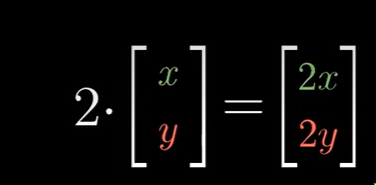 2· [ x ] = [ 2x ]
[ y ] [ 2y ]